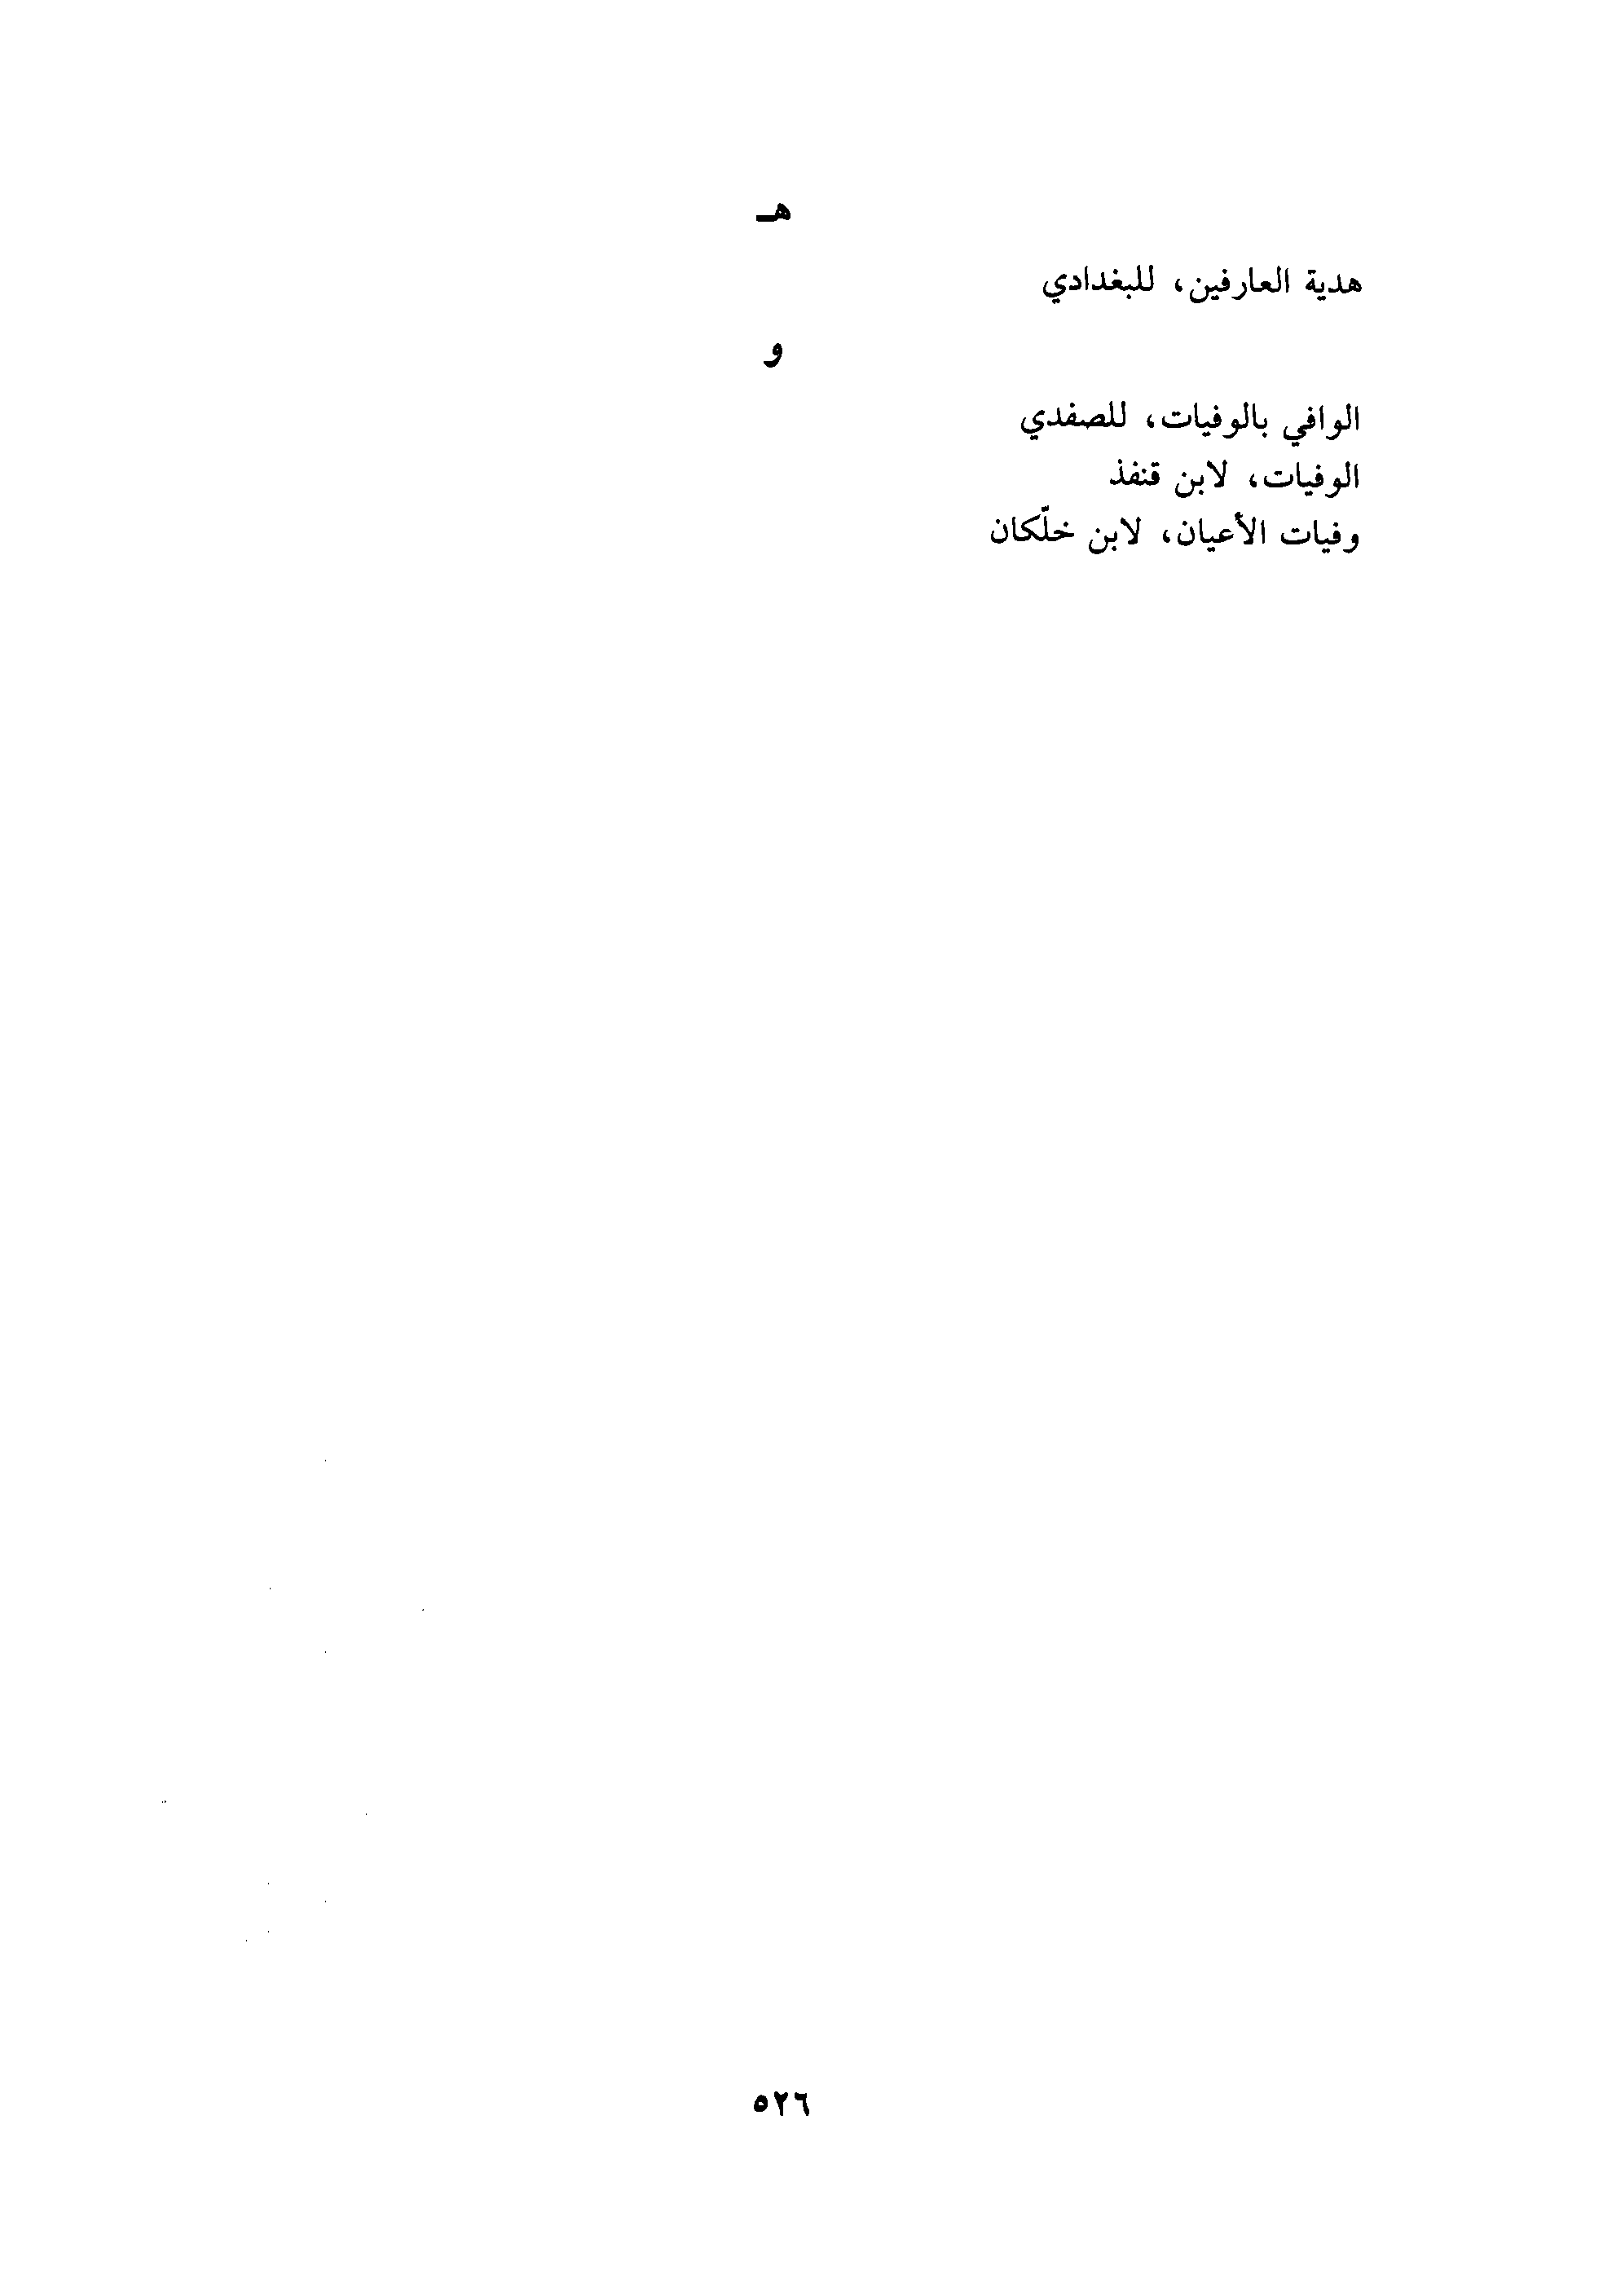 هـ
هدية العارفين، للبغدادي
و
الوافي بالوفيات، للصفدي
الوفيات، لابن قنفذ
وفيات الأعيان، لابن خلّكان
٥٢٦